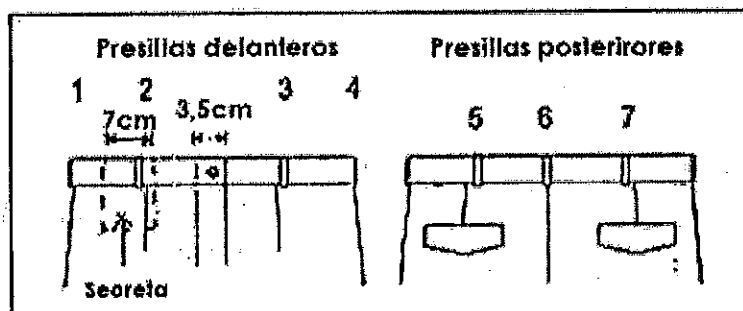 Presillas delanteros
Presillas posterirores
1 2 3 4
7cm 3,5cm
5 6 7
Secreta